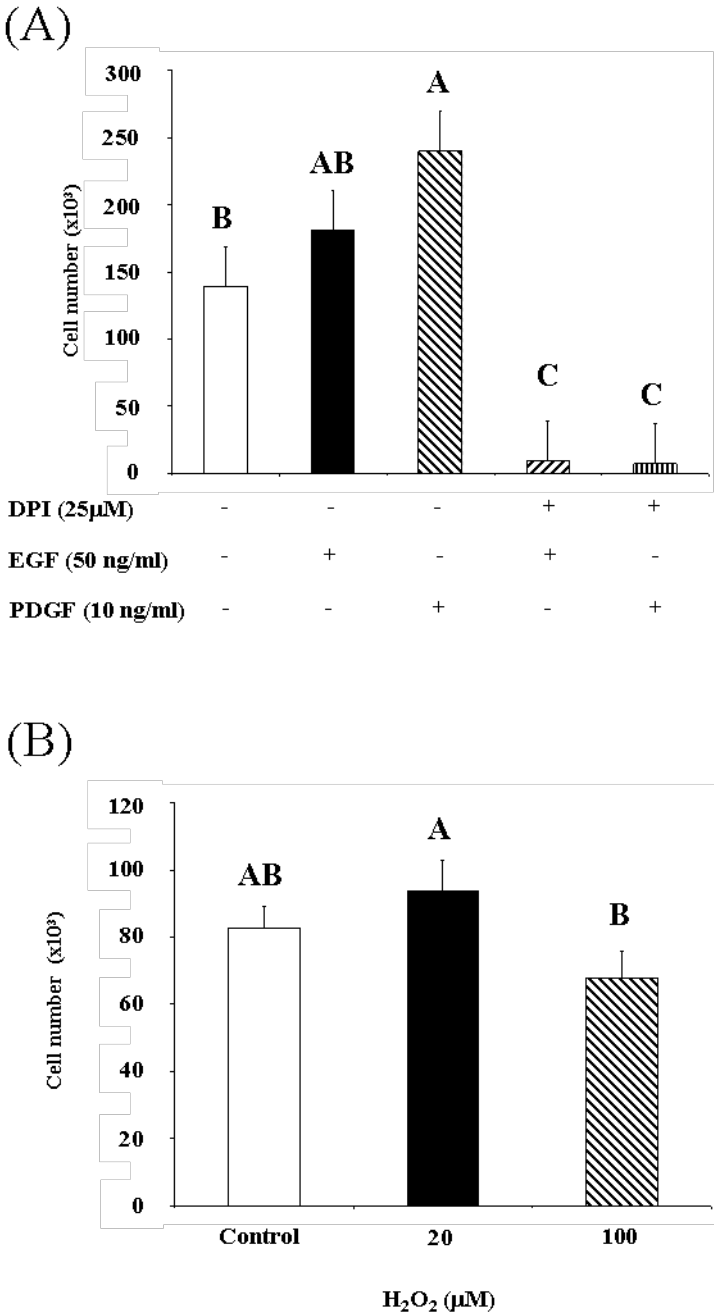 (A)
300
250
200
150
100
50
0
Cell number (x10³)
B
AB
A
C
C
DPI (25μM) - - - + +
EGF (50 ng/ml) - + - + -
PDGF (10 ng/ml) - - + - +
(B)
120
100
80
60
40
20
0
Cell number (x10³)
AB
A
B
Control 20 100
H₂O₂ (μM)